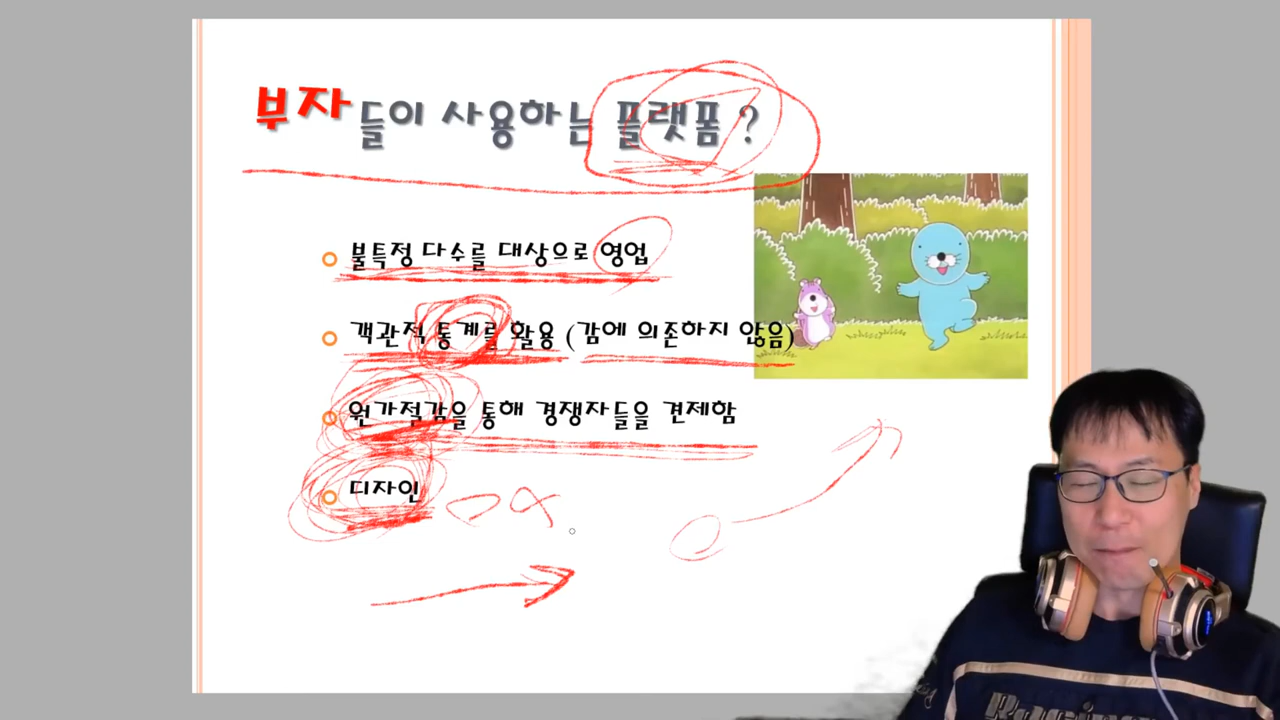 부자들이 사용하는 플랫폼 ?
불특정 다수를 대상으로 영업
객관적 통계를 활용 (감에 의존하지 않음)
원가절감을 통해 경쟁자들을 견제함
디자인